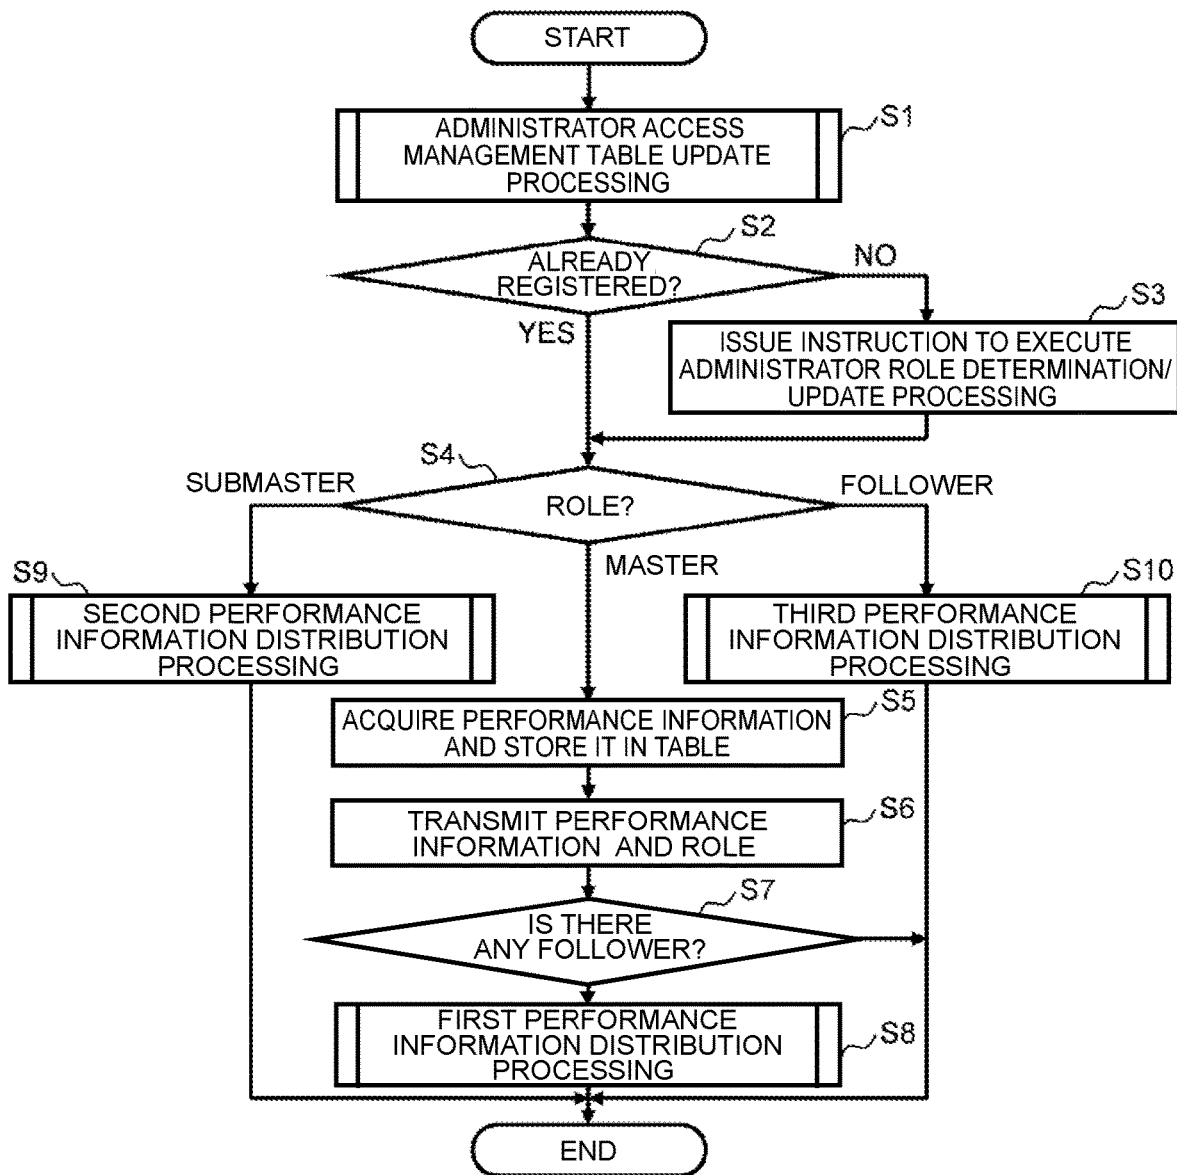 START
S1
ADMINISTRATOR ACCESS
MANAGEMENT TABLE UPDATE
PROCESSING
S2
ALREADY
REGISTERED?
NO
YES
S3
ISSUE INSTRUCTION TO EXECUTE
ADMINISTRATOR ROLE DETERMINATION/
UPDATE PROCESSING
S4
SUBMASTER
ROLE?
FOLLOWER
MASTER
S9
SECOND PERFORMANCE
INFORMATION DISTRIBUTION
PROCESSING
S10
THIRD PERFORMANCE
INFORMATION DISTRIBUTION
PROCESSING
S5
ACQUIRE PERFORMANCE INFORMATION
AND STORE IT IN TABLE
S6
TRANSMIT PERFORMANCE
INFORMATION AND ROLE
S7
IS THERE
ANY FOLLOWER?
FIRST PERFORMANCE
INFORMATION DISTRIBUTION
PROCESSING
S8
END